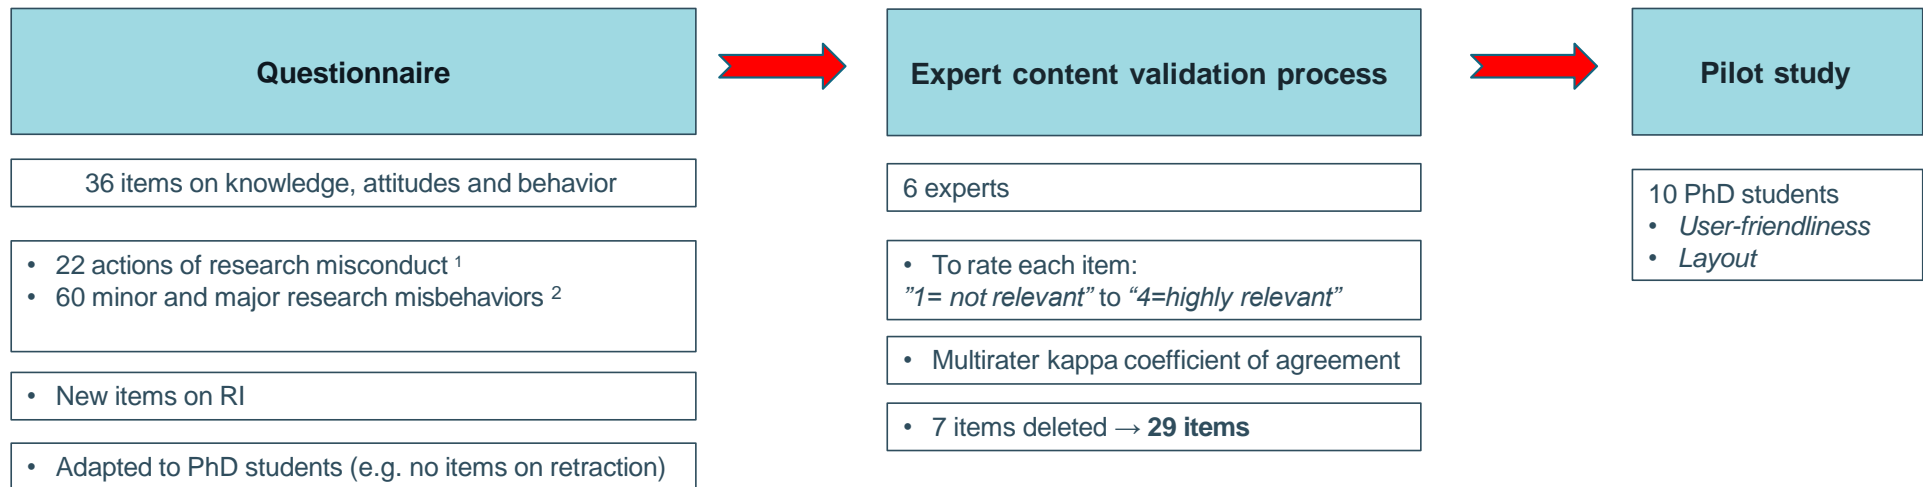 Questionnaire
36 items on knowledge, attitudes and behavior
• 22 actions of research misconduct ¹
• 60 minor and major research misbehaviors ²
• New items on RI
• Adapted to PhD students (e.g. no items on retraction)
Expert content validation process
6 experts
• To rate each item:
”1= not relevant” to “4=highly relevant”
• Multirater kappa coefficient of agreement
• 7 items deleted → 29 items
Pilot study
10 PhD students
• User-friendliness
• Layout